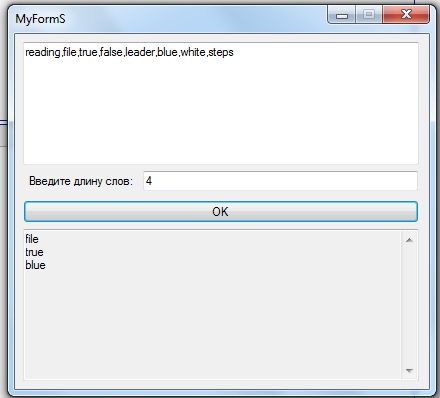 MyFormS
reading,file,true,false,leader,blue,white,steps
Введите длину слов: 4
OK
file
true
blue